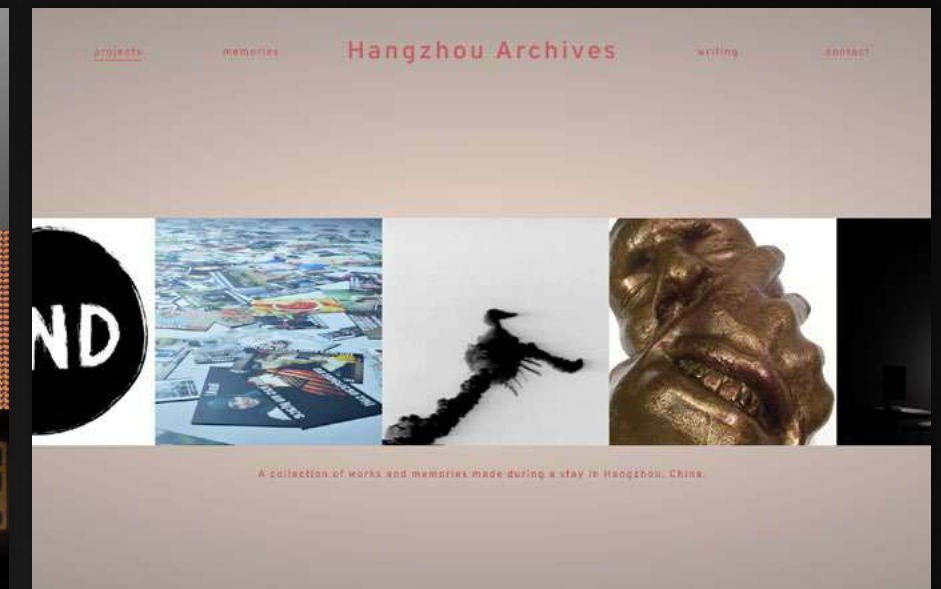 projects memories Hangzhou Archives writing contact
ND
A collection of works and memories made during a stay in Hangzhou, China.